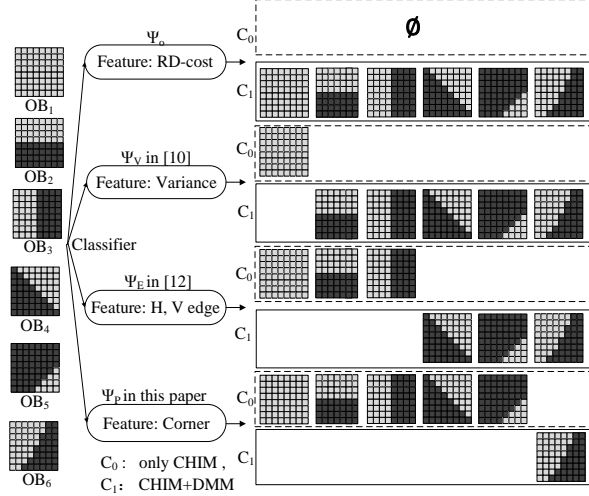 OB1
OB2
OB3
OB4
OB5
OB6
Classifier
Ψo
Feature: RD-cost
ΨV in [10]
Feature: Variance
ΨE in [12]
Feature: H, V edge
ΨP in this paper
Feature: Corner
C0
Ø
C1
C0
C1
C0
C1
C0
C1
C0 : only CHIM ,
C1: CHIM+DMM